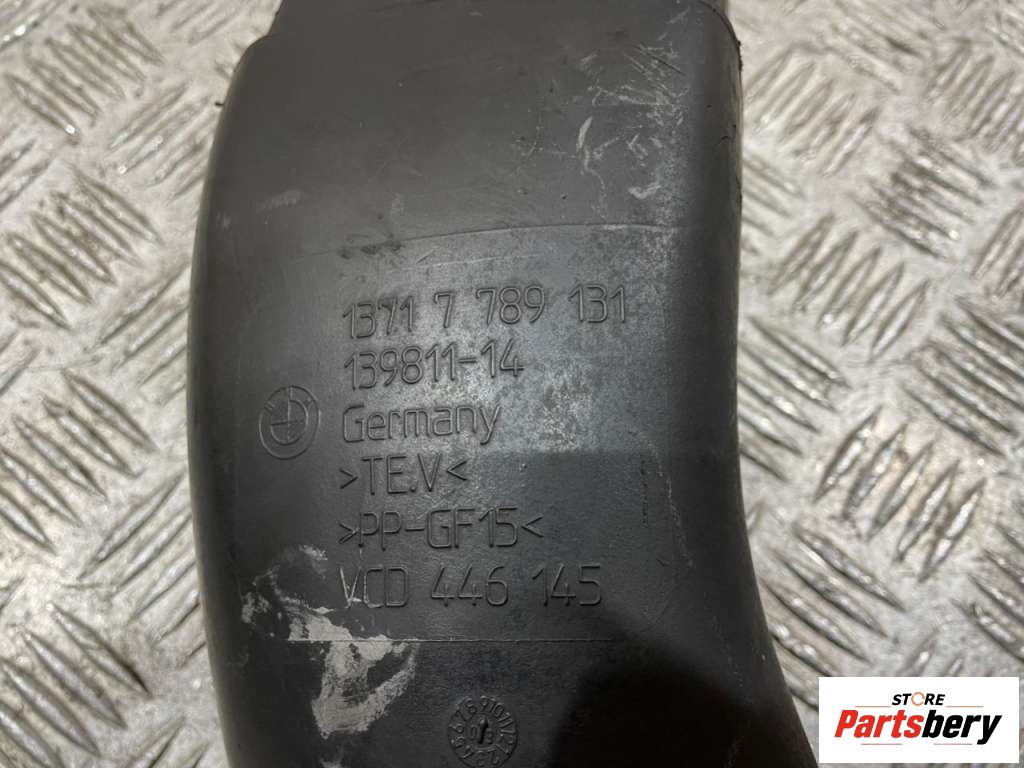 1371 7 789 131
139811-14
Germany
>TE.V<
>PP-GF15<
VCD 446 145
STORE
Partsbery